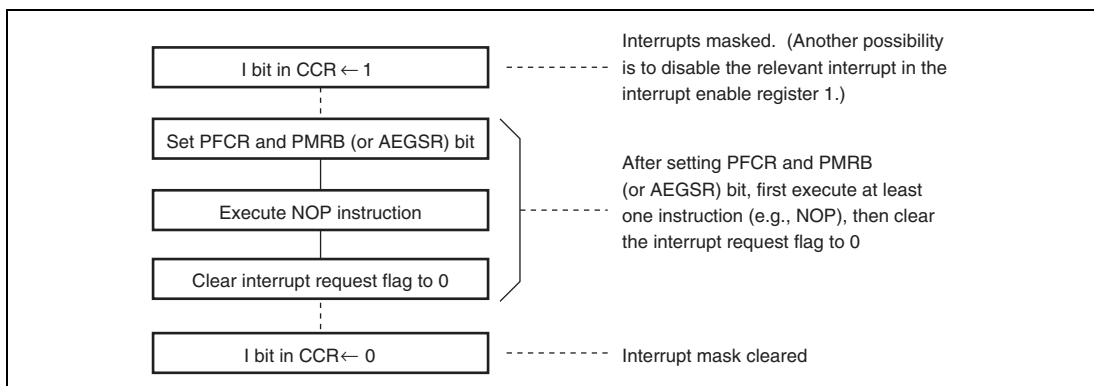 I bit in CCR ← 1
Interrupts masked. (Another possibility
is to disable the relevant interrupt in the
interrupt enable register 1.)
Set PFCR and PMRB (or AEGSR) bit
Execute NOP instruction
Clear interrupt request flag to 0
After setting PFCR and PMRB
(or AEGSR) bit, first execute at least
one instruction (e.g., NOP), then clear
the interrupt request flag to 0
I bit in CCR ← 0
Interrupt mask cleared